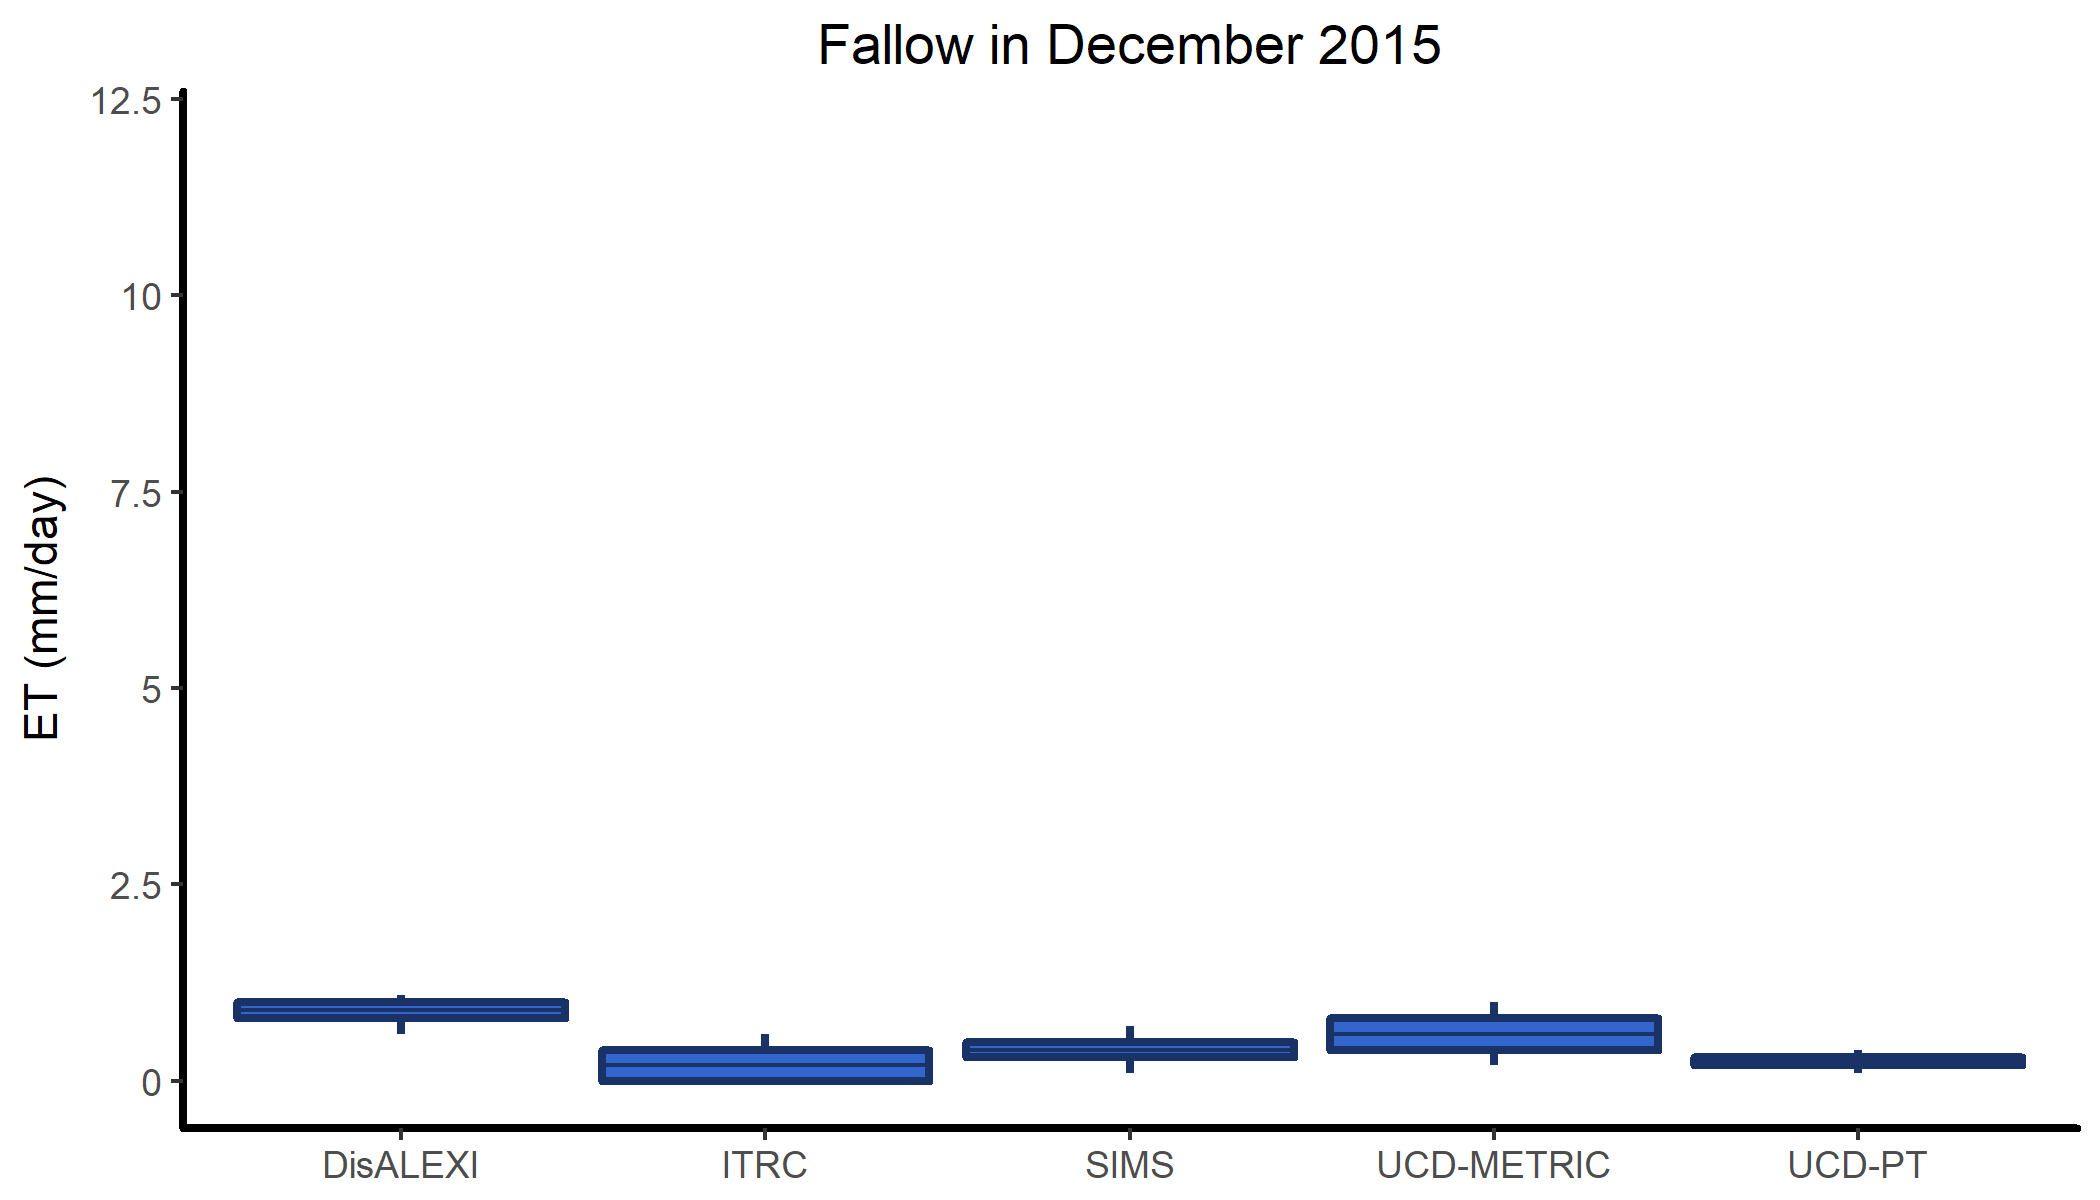 Fallow in December 2015
ET (mm/day)
12.5
10
7.5
5
2.5
0
DisALEXI ITRC SIMS UCD-METRIC UCD-PT